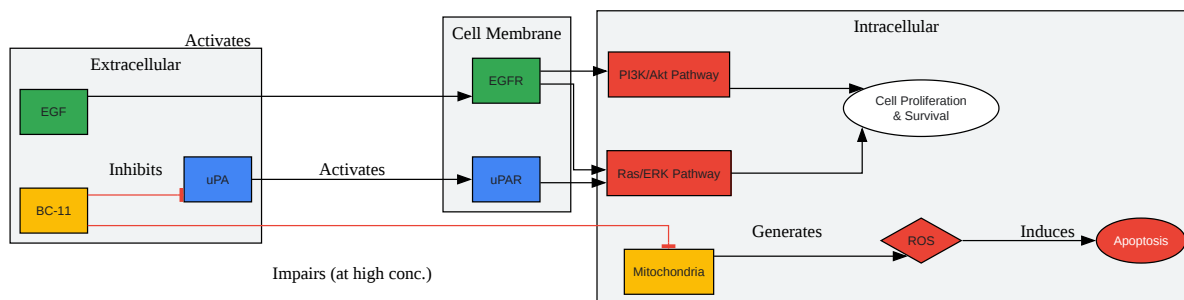 Intracellular
Cell Membrane
Activates
Extracellular
EGFR
PI3K/Akt Pathway
EGF
Cell Proliferation
& Survival
Inhibits
uPA
Activates
uPAR
Ras/ERK Pathway
BC-11
Generates
ROS
Induces
Apoptosis
Impairs (at high conc.)
Mitochondria